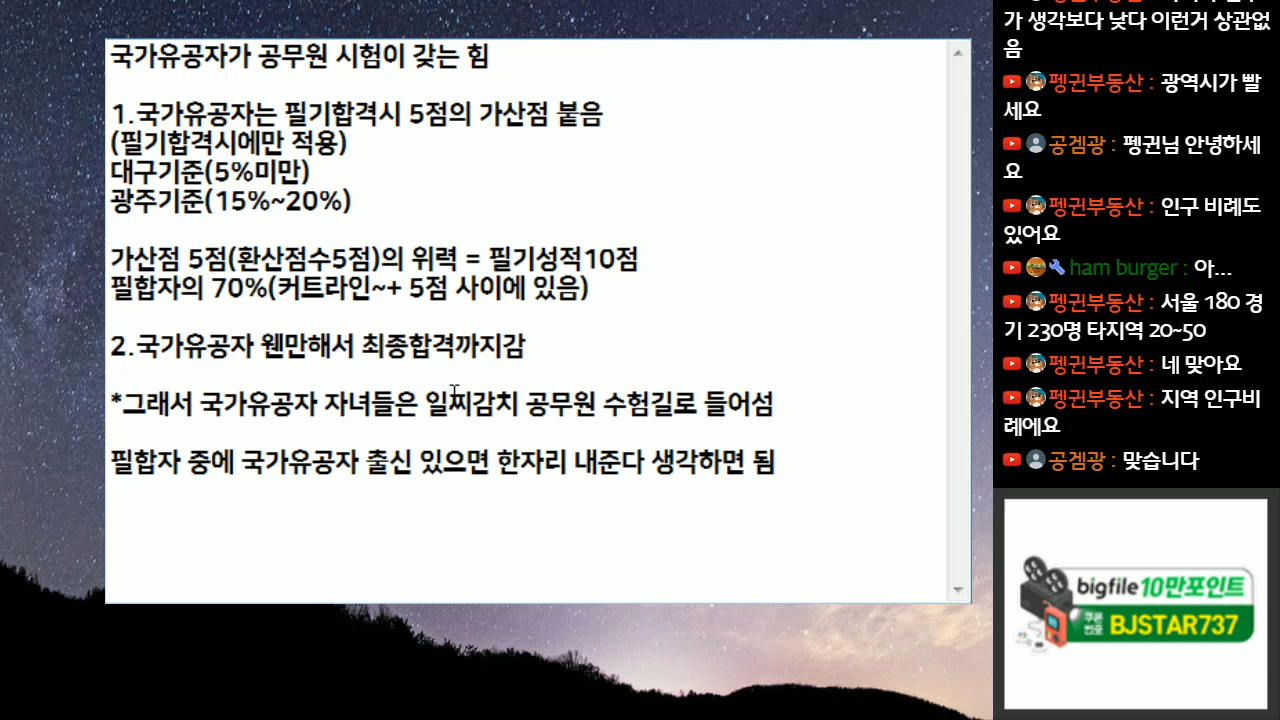 국가유공자가 공무원 시험이 갖는 힘
1.국가유공자는 필기합격시 5점의 가산점 붙음
(필기합격시에만 적용)
대구기준(5%미만)
광주기준(15%~20%)
가산점 5점(환산점수5점)의 위력 = 필기성적10점
필합자의 70%(커트라인~+ 5점 사이에 있음)
2.국가유공자 웬만해서 최종합격까지감
*그래서 국가유공자 자녀들은 일찌감치 공무원 수험길로 들어섬
필합자 중에 국가유공자 출신 있으면 한자리 내준다 생각하면 됨
가 생각보다 낮다 이런거 상관없
음
펭귄부동산 : 광역시가 빨
세요
공겜광 : 펭귄님 안녕하세
요
펭귄부동산 : 인구 비례도
있어요
ham burger : 아...
펭귄부동산 : 서울 180 경
기 230명 타지역 20~50
펭귄부동산 : 네 맞아요
펭귄부동산 : 지역 인구비
례에요
공겜광 : 맞습니다
bigfile 10만포인트
쿠폰
번호 BJSTAR737